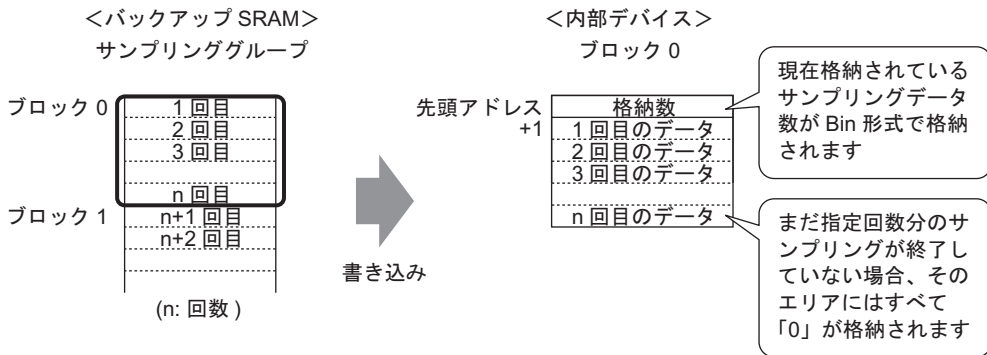 ＜バックアップ SRAM＞
サンプリンググループ
ブロック 0
1 回目
2 回目
3 回目
n 回目
ブロック 1
n+1 回目
n+2 回目
(n: 回数 )
書き込み
＜内部デバイス＞
ブロック 0
先頭アドレス
格納数
+1
1 回目のデータ
2 回目のデータ
3 回目のデータ
n 回目のデータ
現在格納されている
サンプリングデータ
数が Bin 形式で格納
されます
まだ指定回数分のサ
ンプリングが終了し
ていない場合、その
エリアにはすべて
「0」が格納されます